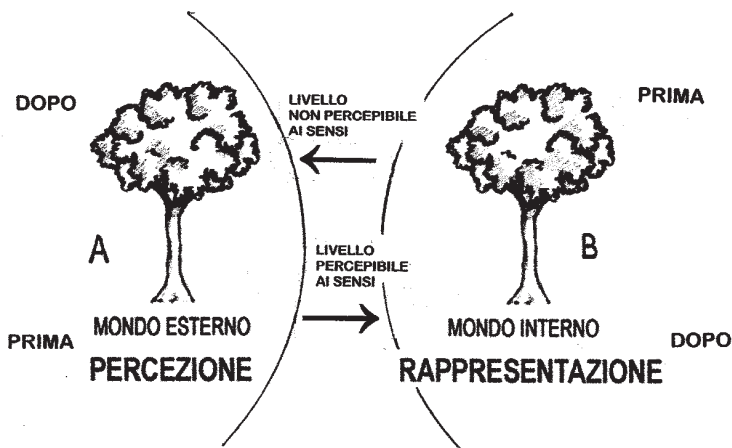 DOPO
LIVELLO
NON PERCEPIBILE
AI SENSI
PRIMA
A
LIVELLO
PERCEPIBILE
AI SENSI
B
PRIMA
MONDO ESTERNO
PERCEZIONE
MONDO INTERNO
RAPPRESENTAZIONE
DOPO